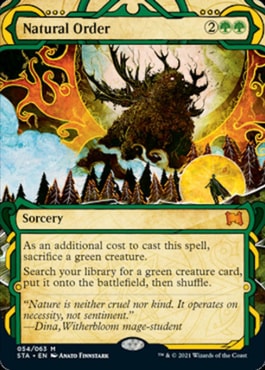 Natural Order 2
Sorcery
As an additional cost to cast this spell,
sacrifice a green creature.
Search your library for a green creature card,
put it onto the battlefield, then shuffle.
“Nature is neither cruel nor kind. It operates on
necessity, not sentiment.”
—Dina, Witherbloom mage-student
054/063 M
STA • EN ANATO FINNSTARK
™ & © 2021 Wizards of the Coast